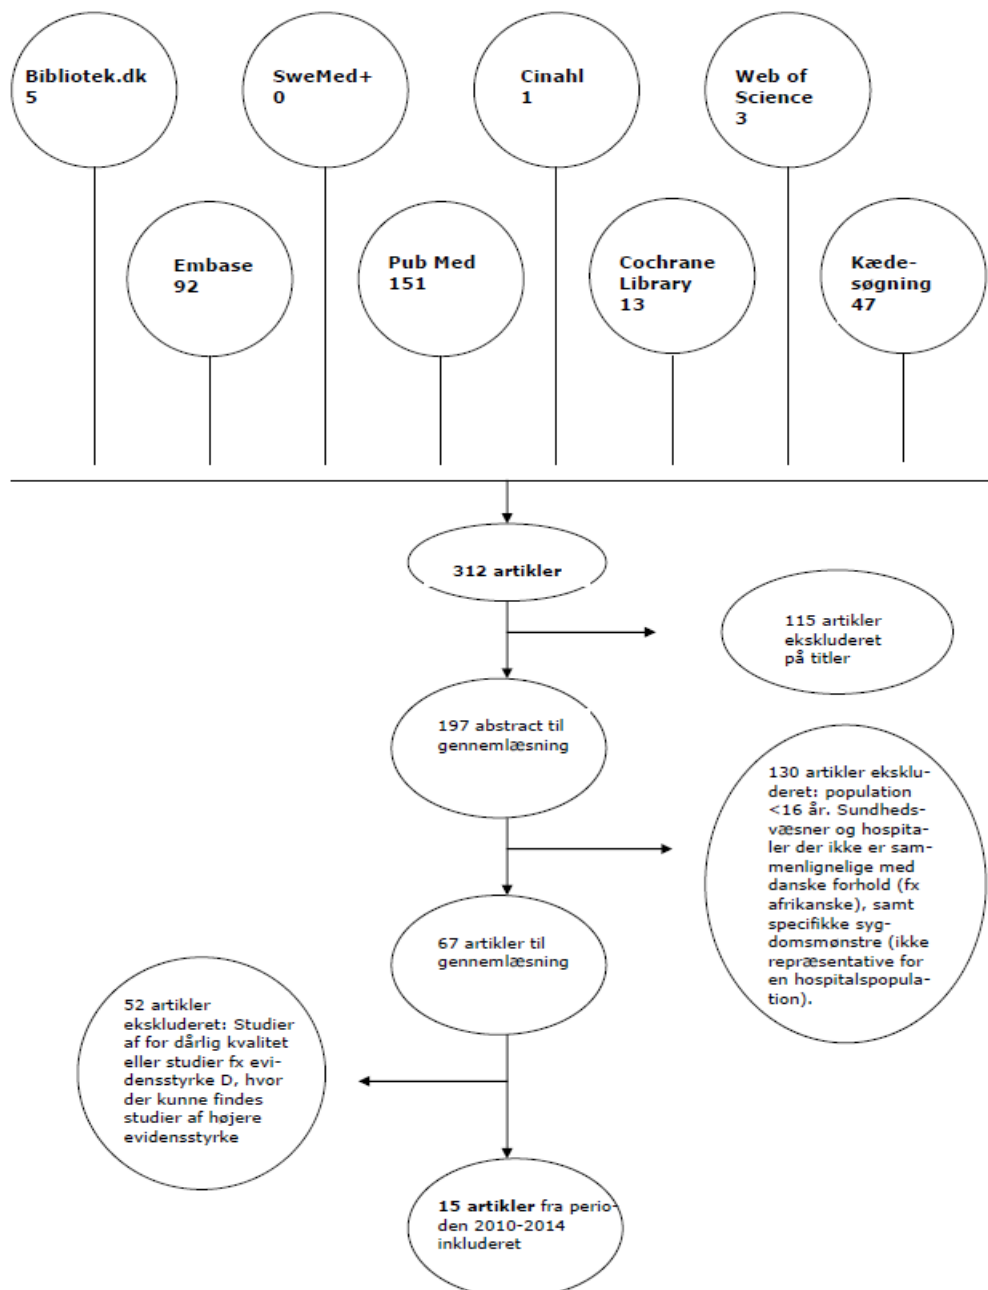 Bibliotek.dk
5
SweMed+
0
Cinahl
1
Web of
Science
3
Embase
92
Pub Med
151
Cochrane
Library
13
Kæde-
søgning
47
312 artikler
115 artikler
ekskluderet
på titler
197 abstract til
gennemlæsning
130 artikler eksklu-
deret: population
<16 år. Sundheds-
væsner og hospita-
ler der ikke er sam-
menlignelige med
danske forhold (fx
afrikanske), samt
specifikke syg-
domsmønstre (ikke
repræsentative for
en hospitalspopula-
tion).
67 artikler til
gennemlæsning
52 artikler
ekskluderet: Studier
af for dårlig kvalitet
eller studier fx evi-
densstyrke D, hvor
der kunne findes
studier af højere
evidensstyrke
15 artikler fra perio-
den 2010-2014
inkluderet